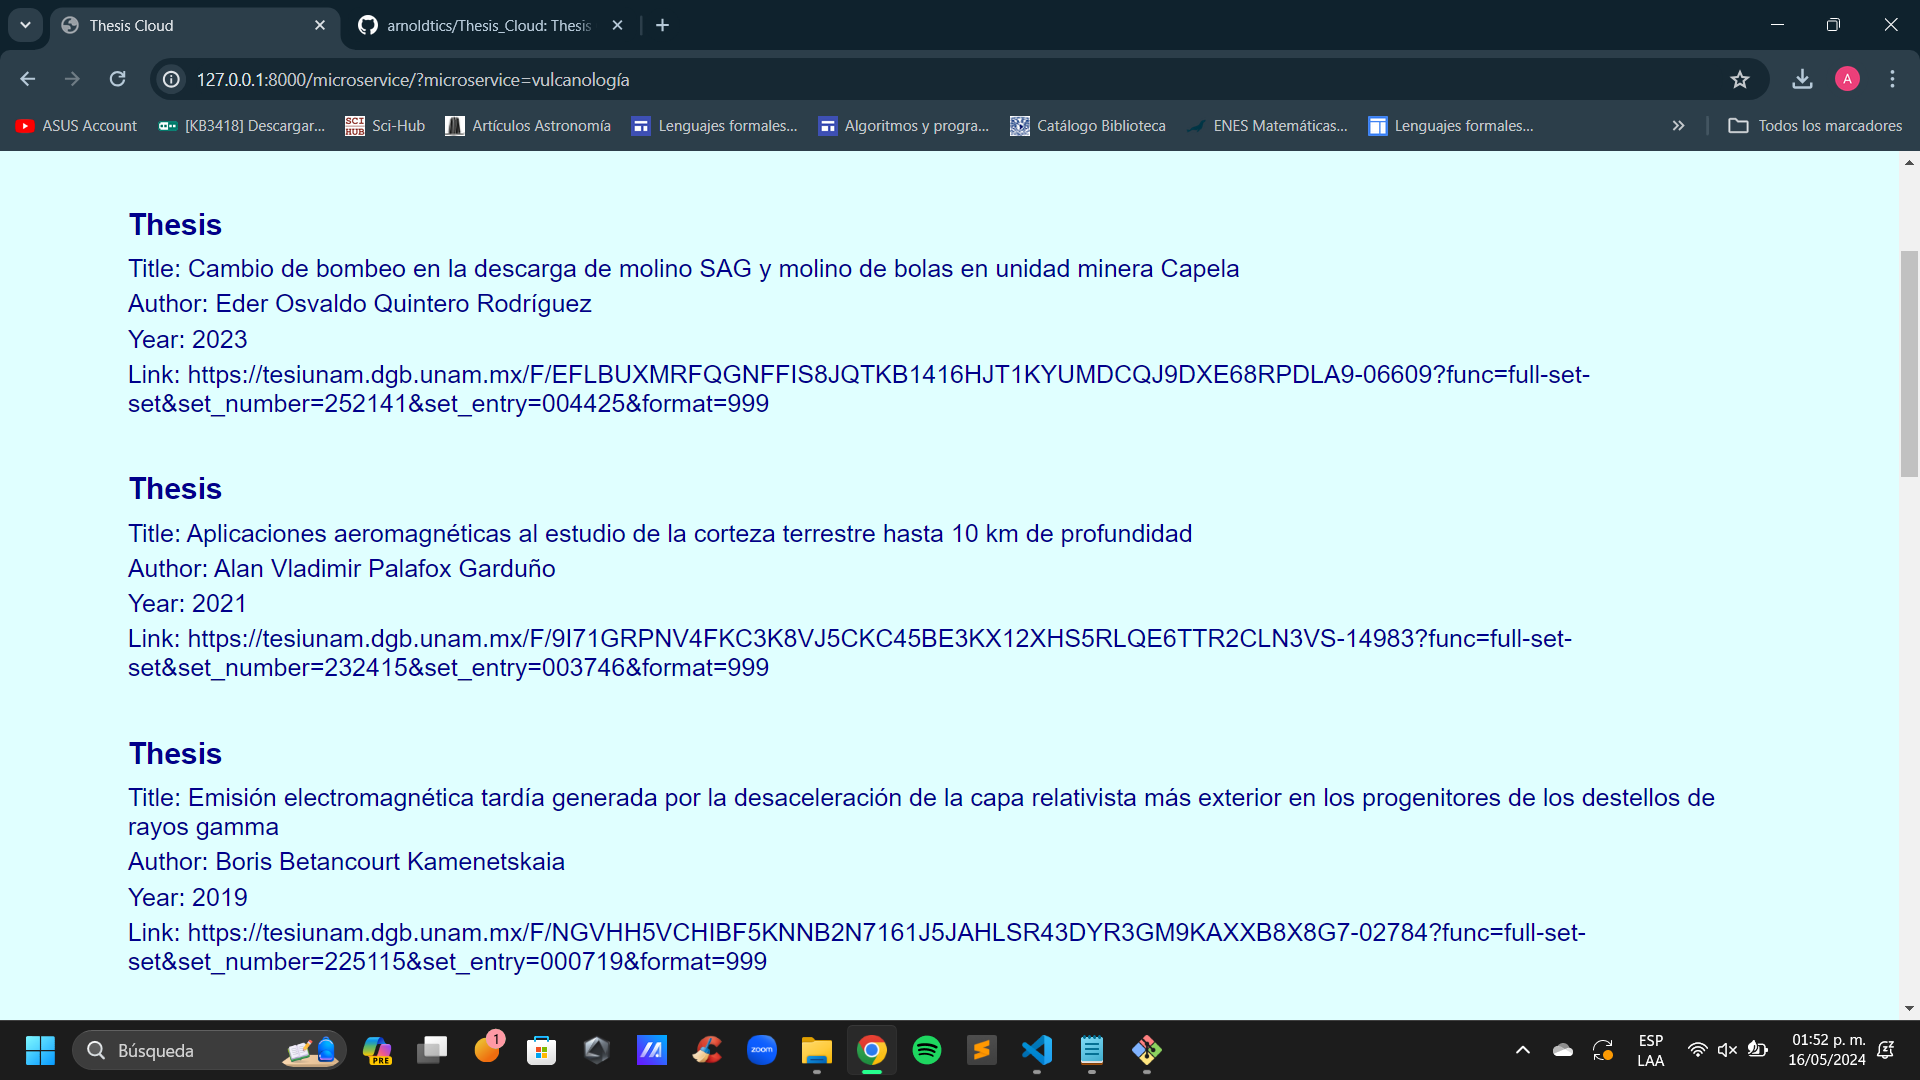 Thesis Cloud
arnoldtics/Thesis_Cloud: Thesis
127.0.0.1:8000/microservice/?microservice=vulcanología
A
ASUS Account
[KB3418] Descargar...
SCI HUB
Sci-Hub
Artículos Astronomía
Lenguajes formales...
Algoritmos y progra...
Catálogo Biblioteca
ENES Matemáticas...
Lenguajes formales...
Todos los marcadores
Thesis
Title: Cambio de bombeo en la descarga de molino SAG y molino de bolas en unidad minera Capela
Author: Eder Osvaldo Quintero Rodríguez
Year: 2023
Link: https://tesiunam.dgb.unam.mx/F/EFLBUXMRFQGNFFIS8JQTKB1416HJT1KYUMDCQJ9DXE68RPDLA9-06609?func=full-set-
set&set_number=252141&set_entry=004425&format=999
Thesis
Title: Aplicaciones aeromagnéticas al estudio de la corteza terrestre hasta 10 km de profundidad
Author: Alan Vladimir Palafox Garduño
Year: 2021
Link: https://tesiunam.dgb.unam.mx/F/9I71GRPNV4FKC3K8VJ5CKC45BE3KX12XHS5RLQE6TTR2CLN3VS-14983?func=full-set-
set&set_number=232415&set_entry=003746&format=999
Thesis
Title: Emisión electromagnética tardía generada por la desaceleración de la capa relativista más exterior en los progenitores de los destellos de
rayos gamma
Author: Boris Betancourt Kamenetskaia
Year: 2019
Link: https://tesiunam.dgb.unam.mx/F/NGVHH5VCHIBF5KNNB2N7161J5JAHLSR43DYR3GM9KAXXB8X8G7-02784?func=full-set-
set&set_number=225115&set_entry=000719&format=999
Búsqueda
PRE
1
zoom
ESP
LAA
01:52 p. m.
16/05/2024